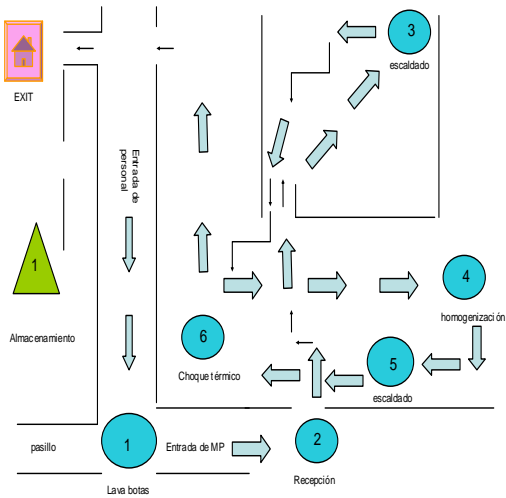 3
escaldado
EXIT
Entrada de
personal
1
4
homogenización
Almacenamiento
6
Choque térmico
5
escaldado
pasillo
1
Entrada de MP
2
Lava botas
Recepción